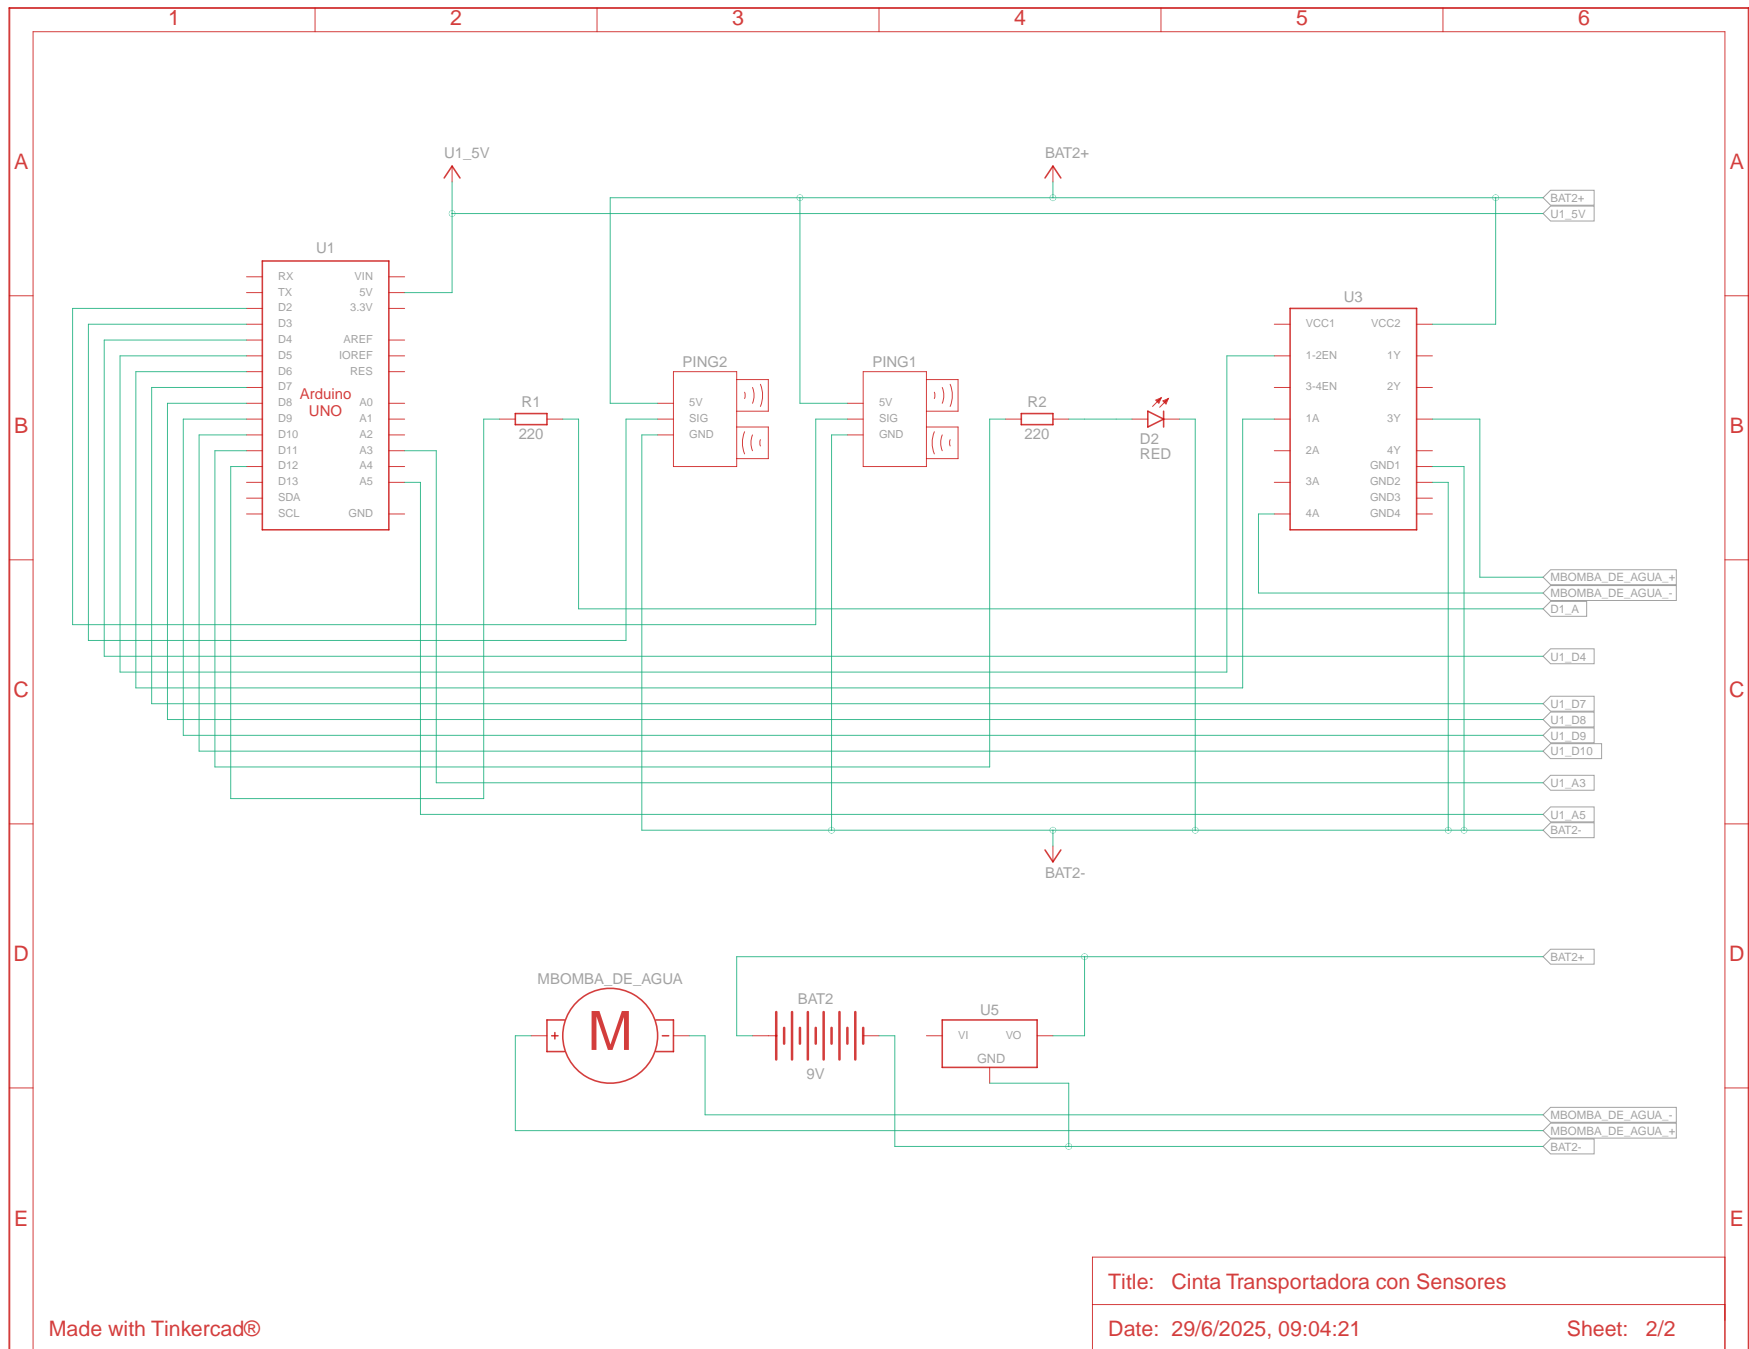 1 2 3 4 5 6
A A
U1_5V BAT2+
BAT2+
U1_5V
U1
RX VIN
TX 5V
D2 3.3V
D3
D4 AREF
D5 IOREF
D6 RES
D7
Arduino
UNO
D8 A0
D9 A1
D10 A2
D11 A3
D12 A4
D13 A5
SDA
SCL GND
B B
R1
220
PING2
5V
SIG
GND
PING1
5V
SIG
GND
R2
220
D2
RED
U3
VCC1 VCC2
1-2EN 1Y
3-4EN 2Y
1A 3Y
2A 4Y
GND1
3A GND2
GND3
4A GND4
MBOMBA_DE_AGUA_+
MBOMBA_DE_AGUA_-
D1_A
U1_D4
C C
U1_D7
U1_D8
U1_D9
U1_D10
U1_A3
U1_A5
BAT2-
BAT2-
D D
BAT2+
MBOMBA_DE_AGUA
+ M -
BAT2
9V
U5
VI VO
GND
MBOMBA_DE_AGUA_-
MBOMBA_DE_AGUA_+
BAT2-
E E
Title: Cinta Transportadora con Sensores
Made with Tinkercad®
Date: 29/6/2025, 09:04:21 Sheet: 2/2